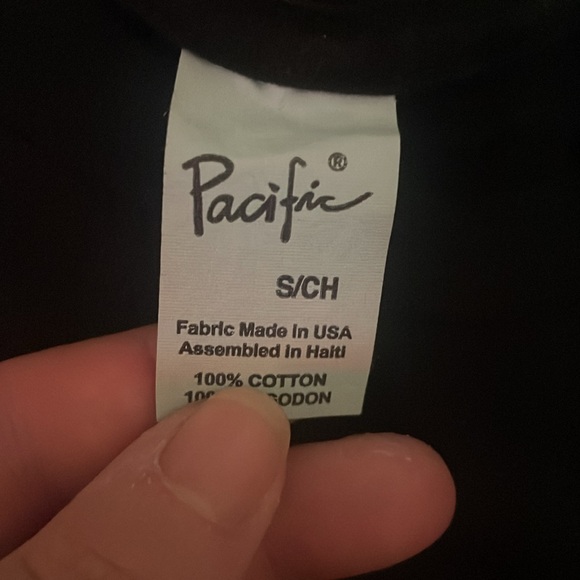 Pacific®
S/CH
Fabric Made In USA
Assembled in Haiti
100% COTTON